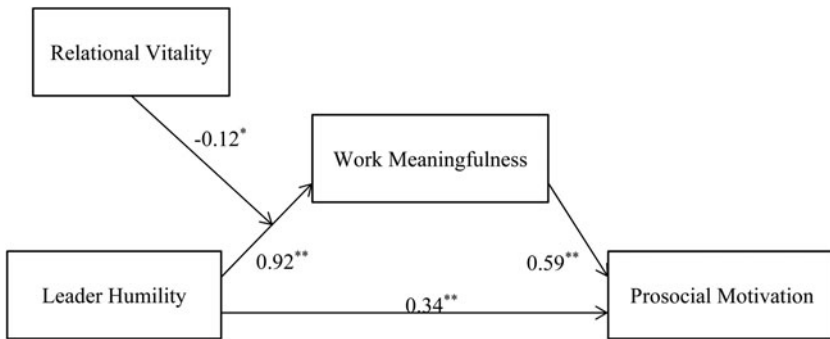 Relational Vitality
-0.12*
Work Meaningfulness
0.92**
0.59**
Leader Humility
0.34**
Prosocial Motivation